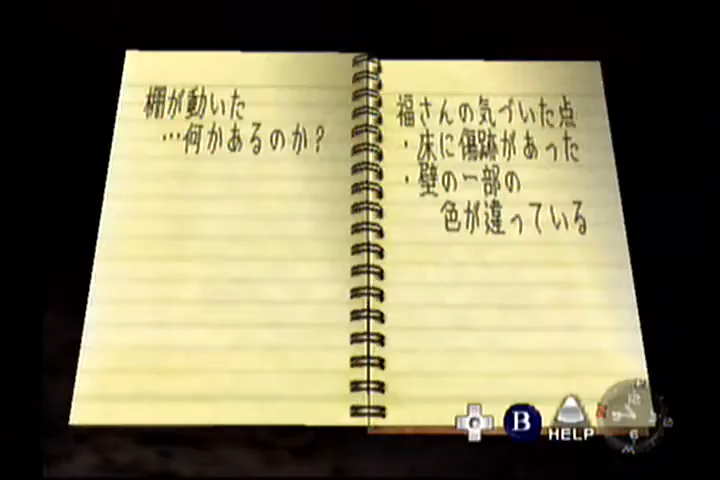 棚が動いた
…何かあるのか？
福さんの気づいた点
・床に傷跡があった
・壁の一部の
色が違っている
B
HELP